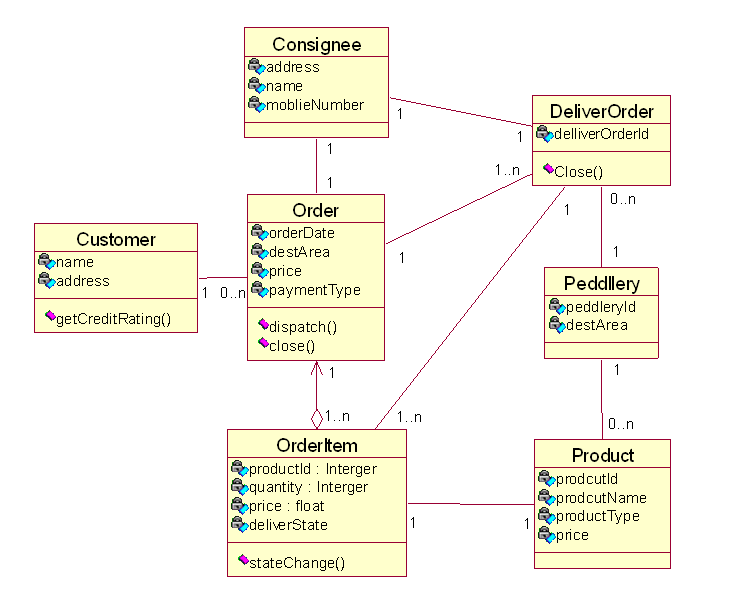 Consignee
address
name
moblieNumber
1
1
DeliverOrder
delliverOrderId
Close()
1
1
1..n
1
Order
orderDate
destArea
price
paymentType
dispatch()
close()
Customer
name
address
getCreditRating()
1
0..n
1
0..n
1
Peddllery
peddleryId
destArea
1
0..n
1
1..n
1..n
OrderItem
productId : Interger
quantity : Interger
price : float
deliverState
stateChange()
1
1
Product
prodcutId
prodcutName
productType
price